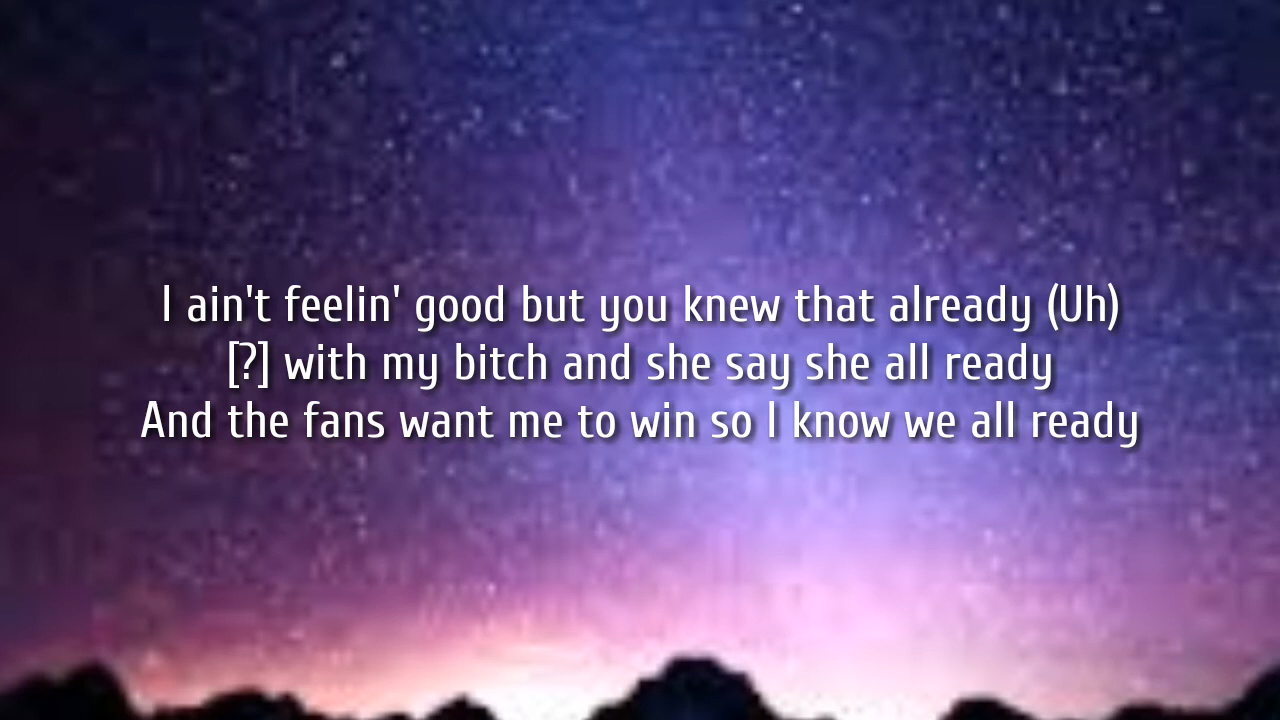 I ain't feelin' good but you knew that already (Uh)
[?] with my bitch and she say she all ready
And the fans want me to win so I know we all ready